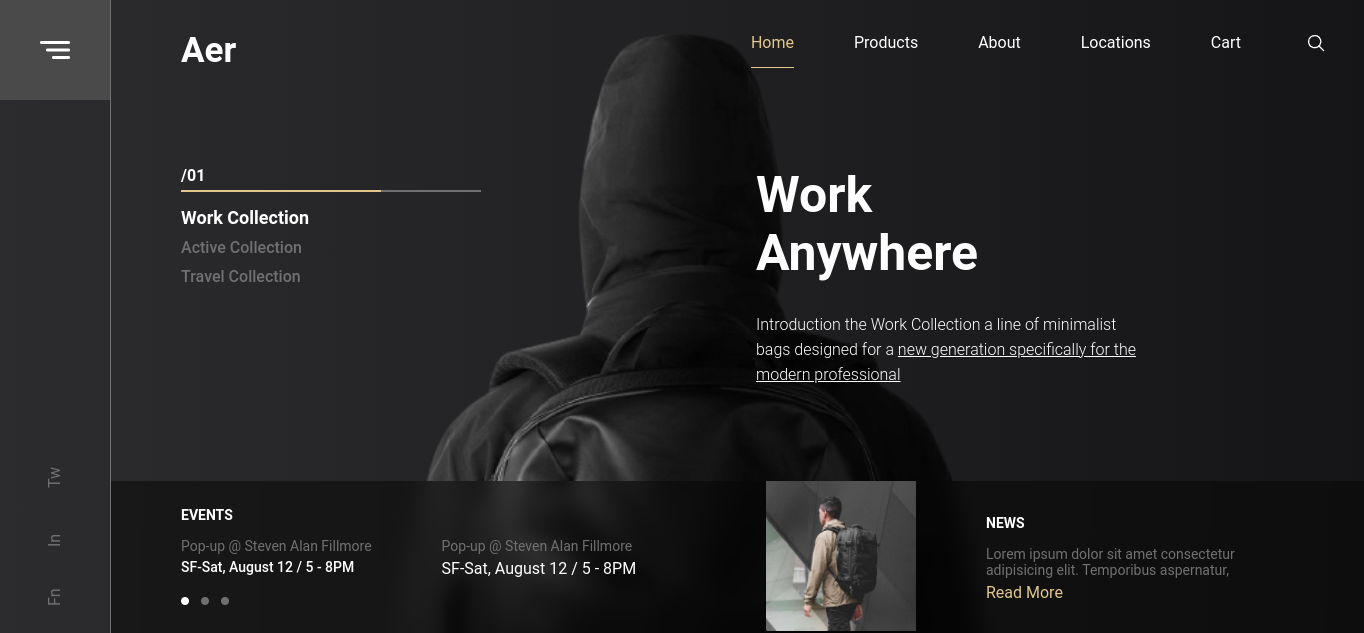 Aer
Home Products About Locations Cart
/01
Work Collection
Active Collection
Travel Collection
Work
Anywhere
Introduction the Work Collection a line of minimalist
bags designed for a new generation specifically for the
modern professional
Tw
In
Fn
EVENTS
Pop-up @ Steven Alan Fillmore
SF-Sat, August 12 / 5 - 8PM
Pop-up @ Steven Alan Fillmore
SF-Sat, August 12 / 5 - 8PM
NEWS
Lorem ipsum dolor sit amet consectetur
adipisicing elit. Temporibus aspernatur,
Read More